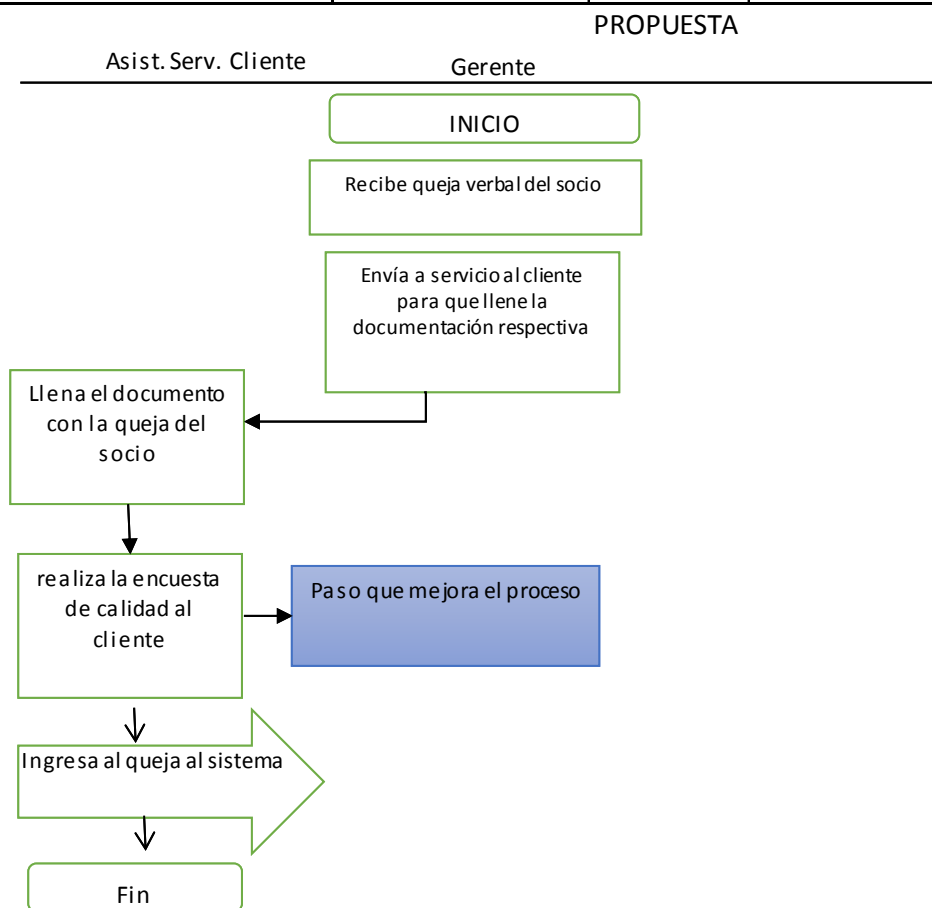 PROPUESTA
Asist. Serv. Cliente
Gerente
INICIO
Recibe queja verbal del socio
Envía a servicio al cliente
para que llene la
documentación respectiva
Llena el documento
con la queja del
socio
realiza la encuesta
de calidad al
cliente
Paso que mejora el proceso
Ingresa al queja al sistema
Fin